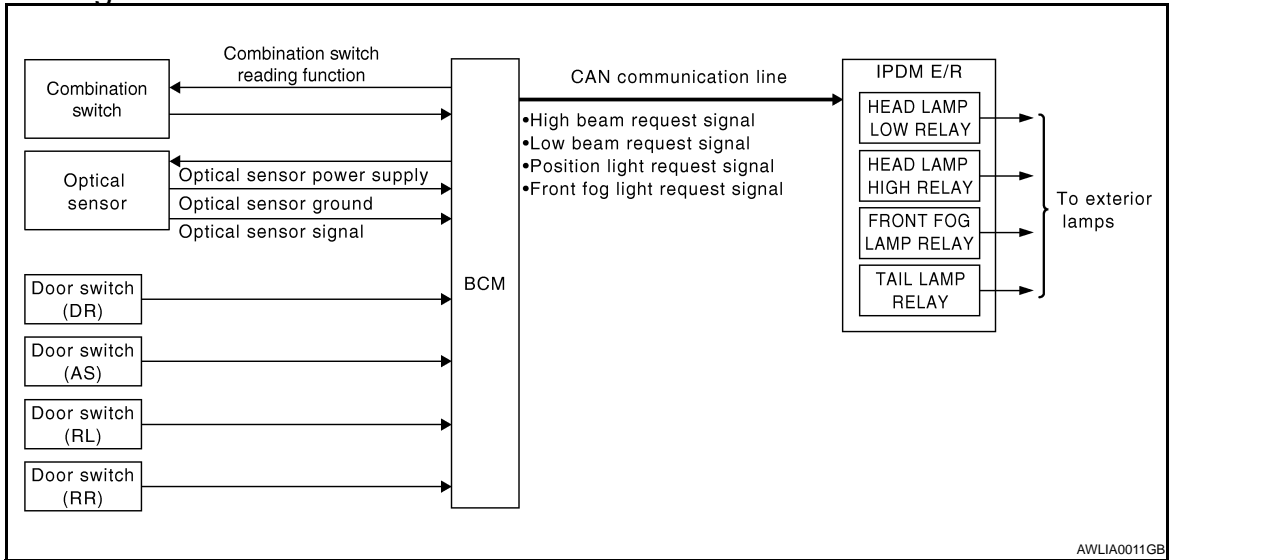 Combination switch
reading function
Combination
switch
Optical sensor power supply
Optical
sensor
Optical sensor ground
Optical sensor signal
Door switch
(DR)
Door switch
(AS)
Door switch
(RL)
Door switch
(RR)
BCM
CAN communication line
•High beam request signal
•Low beam request signal
•Position light request signal
•Front fog light request signal
IPDM E/R
HEAD LAMP
LOW RELAY
HEAD LAMP
HIGH RELAY
FRONT FOG
LAMP RELAY
TAIL LAMP
RELAY
To exterior
lamps
AWLIA0011GB